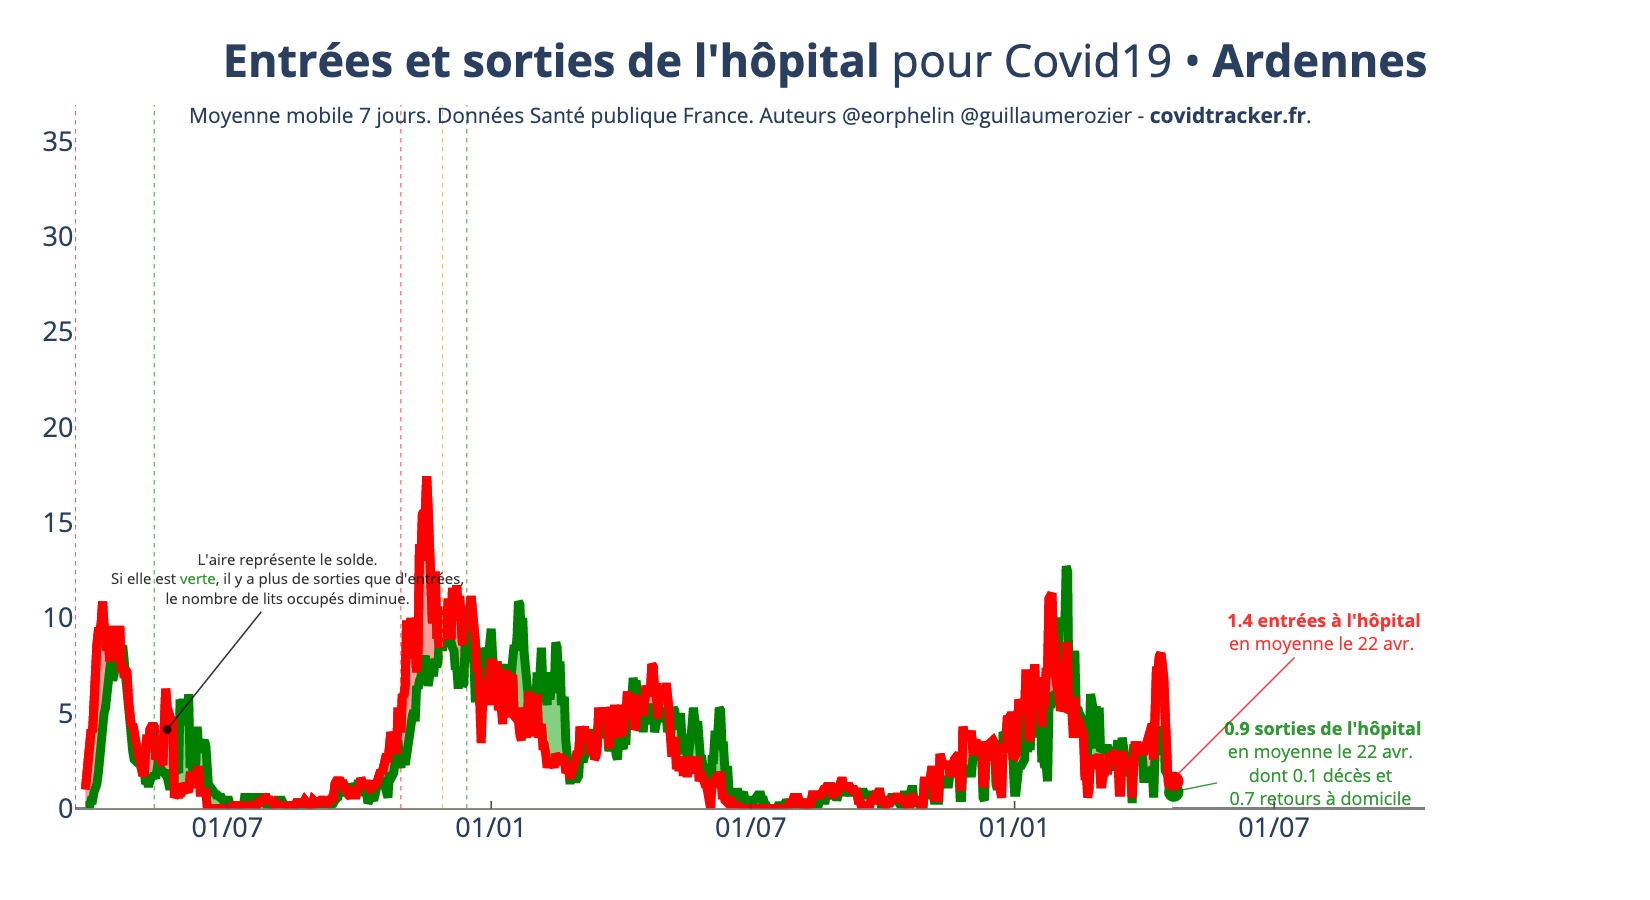 Entrées et sorties de l'hôpital pour Covid19 • Ardennes
Moyenne mobile 7 jours. Données Santé publique France. Auteurs @eorphelin @guillaumerozier - covidtracker.fr.
35
30
25
20
15
10
5
0
L'aire représente le solde.
Si elle est verte, il y a plus de sorties que d'entrées,
le nombre de lits occupés diminue.
1.4 entrées à l'hôpital
en moyenne le 22 avr.
0.9 sorties de l'hôpital
en moyenne le 22 avr.
dont 0.1 décès et
0.7 retours à domicile
01/07
01/01
01/07
01/01
01/07